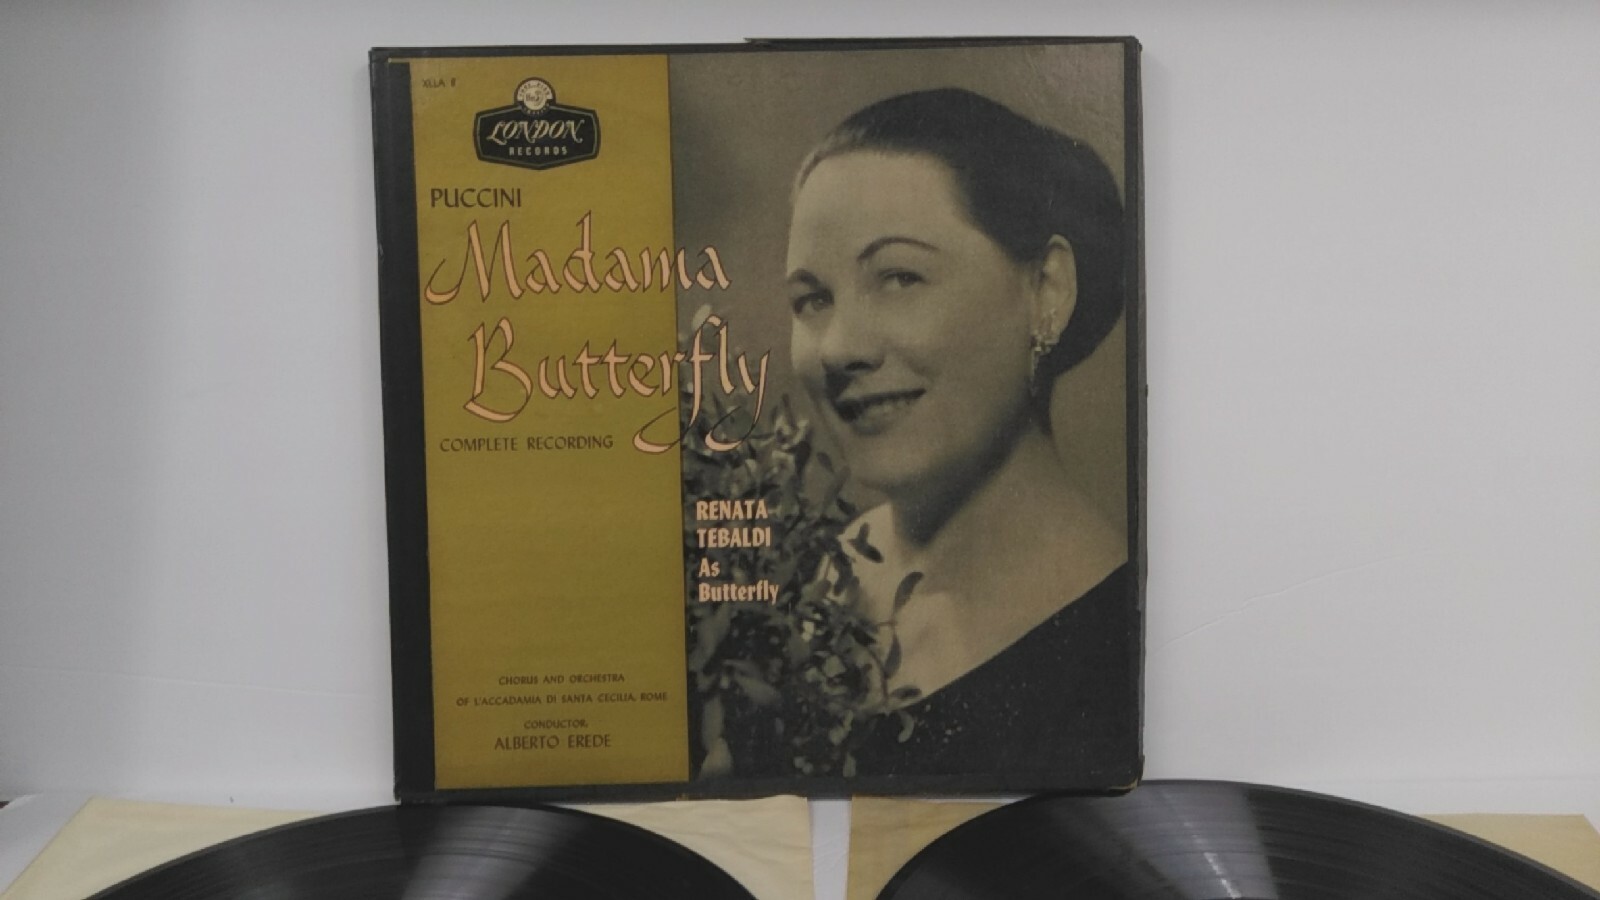 XLLA 8
LONDON
RECORDS
PUCCINI
Madama
Butterfly
COMPLETE RECORDING
RENATA
TEBALDI
As
Butterfly
CHORUS AND ORCHESTRA
OF L'ACCADAMIA DI SANTA CECILIA, ROME
CONDUCTOR:
ALBERTO EREDE